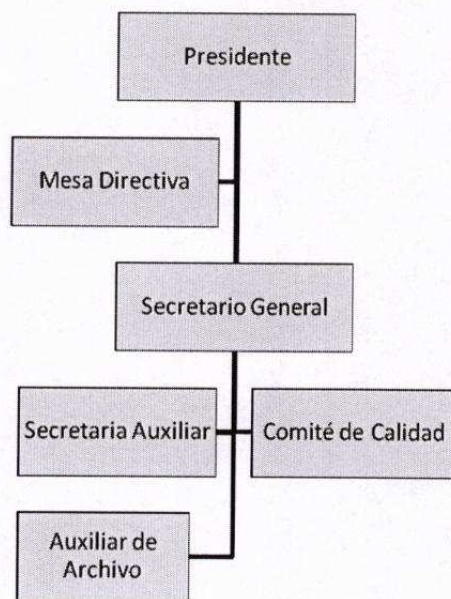 Presidente
Mesa Directiva
Secretario General
Secretaria Auxiliar
Comité de Calidad
Auxiliar de
Archivo